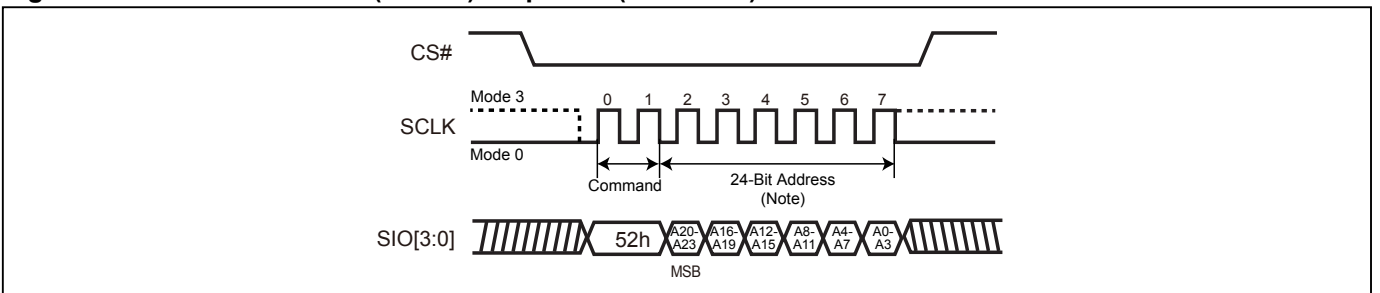 CS#
Mode 3
0 1 2 3 4 5 6 7
SCLK
Mode 0
Command
24-Bit Address
(Note)
SIO[3:0]
52h
A20-
A23
A16-
A19
A12-
A15
A8-
A11
A4-
A7
A0-
A3
MSB